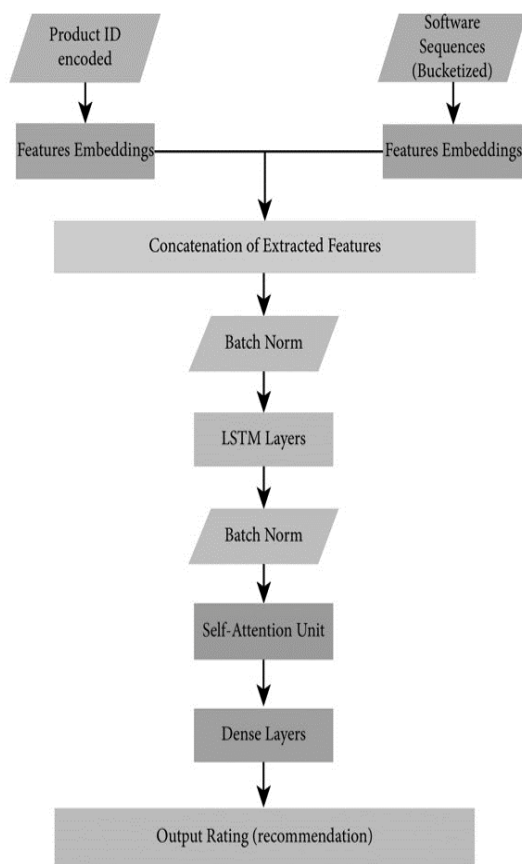 Product ID
encoded
Software
Sequences
(Bucketized)
Features Embeddings
Features Embeddings
Concatenation of Extracted Features
Batch Norm
LSTM Layers
Batch Norm
Self-Attention Unit
Dense Layers
Output Rating (recommendation)